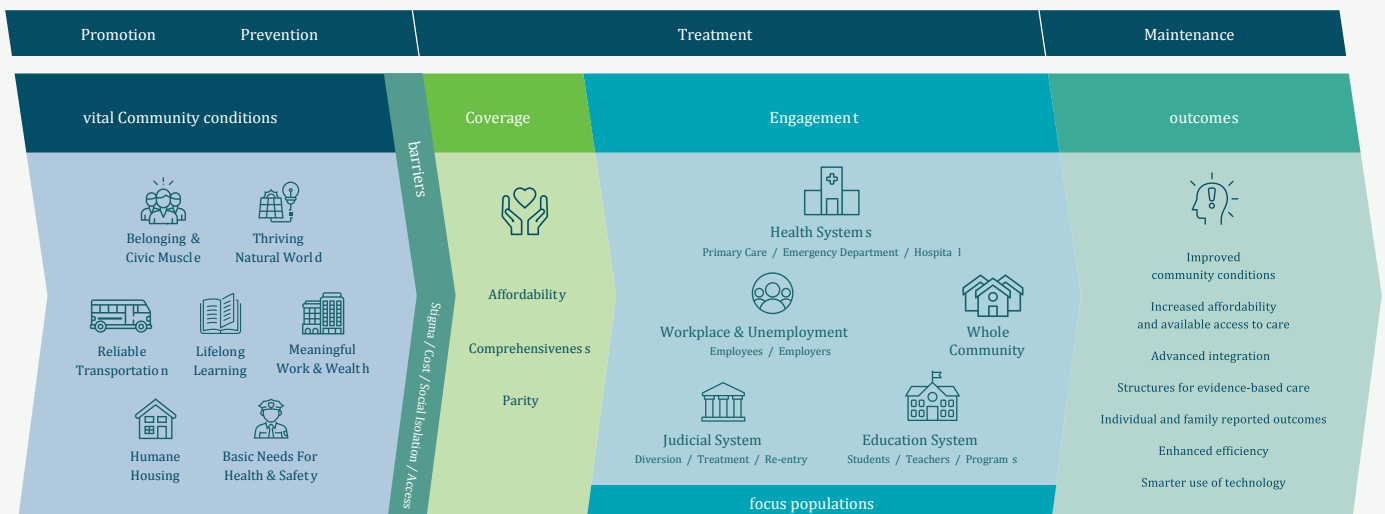 Promotion
Prevention
Treatment
Maintenance
vital Community conditions
barriers
Coverage
Engagement
outcomes
Belonging &
Civic Muscle
Thriving
Natural World
Reliable
Transportation
Lifelong
Learning
Meaningful
Work & Wealth
Humane
Housing
Basic Needs For
Health & Safety
Stigma / Cost / Social Isolation / Access
Affordability
Comprehensiveness
Parity
Health Systems
Primary Care / Emergency Department / Hospital
Workplace & Unemployment
Employees / Employers
Whole
Community
Judicial System
Diversion / Treatment / Re-entry
Education System
Students / Teachers / Programs
focus populations
Improved
community conditions
Increased affordability
and available access to care
Advanced integration
Structures for evidence-based care
Individual and family reported outcomes
Enhanced efficiency
Smarter use of technology